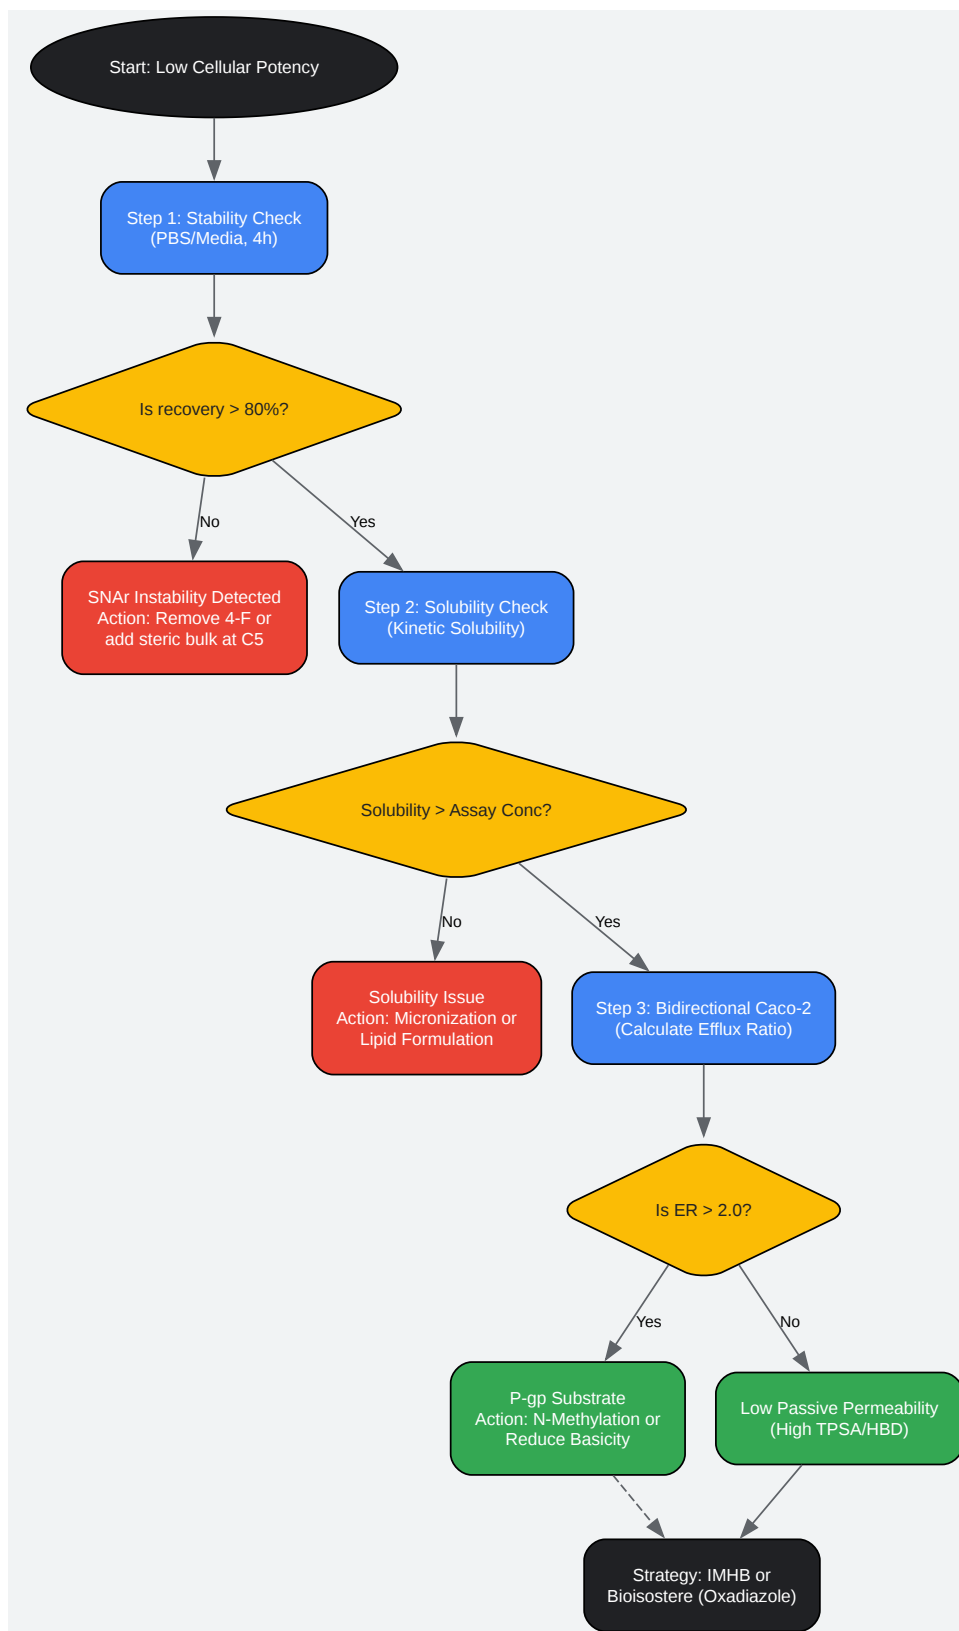 Start: Low Cellular Potency
Step 1: Stability Check
(PBS/Media, 4h)
Is recovery > 80%?
No
Yes
SNAr Instability Detected
Action: Remove 4-F or
add steric bulk at C5
Step 2: Solubility Check
(Kinetic Solubility)
Solubility > Assay Conc?
No
Yes
Solubility Issue
Action: Micronization or
Lipid Formulation
Step 3: Bidirectional Caco-2
(Calculate Efflux Ratio)
Is ER > 2.0?
Yes
No
P-gp Substrate
Action: N-Methylation or
Reduce Basicity
Low Passive Permeability
(High TPSA/HBD)
Strategy: IMHB or
Bioisostere (Oxadiazole)